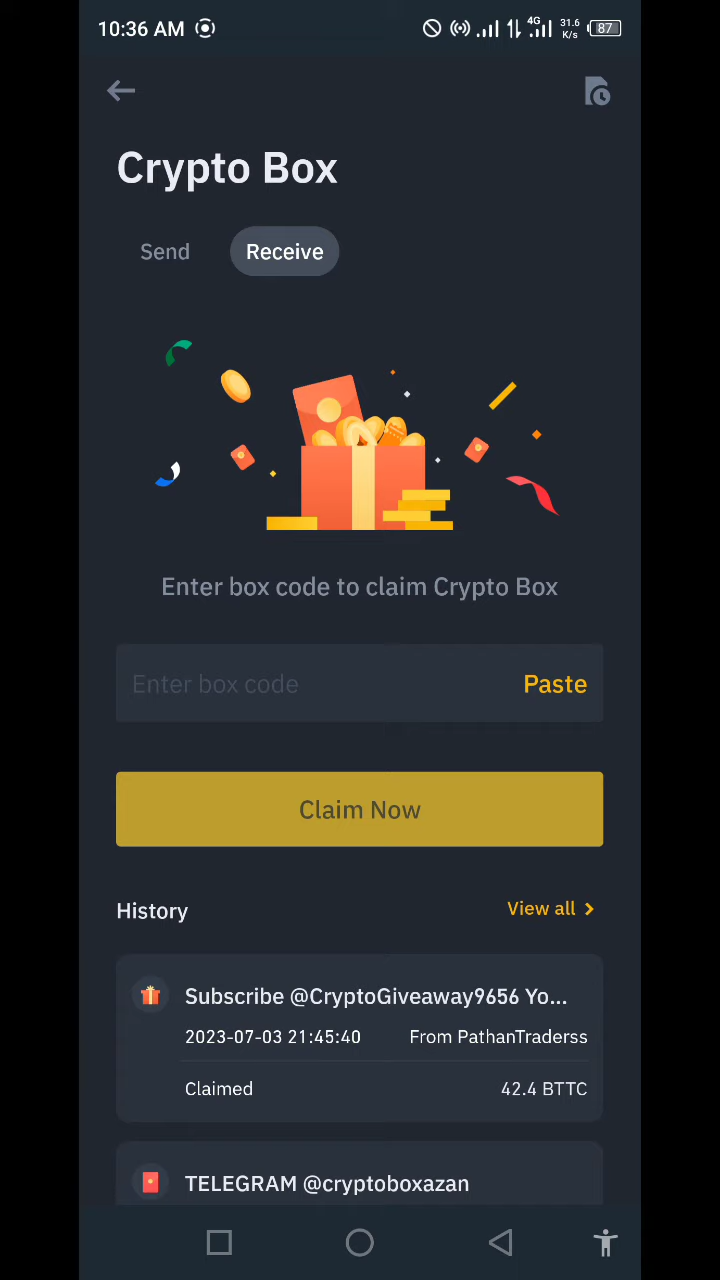 10:36 AM 4G 31.6 K/s 87
Crypto Box
Send Receive
Enter box code to claim Crypto Box
Enter box code Paste
Claim Now
History View all
Subscribe @CryptoGiveaway9656 Yo...
2023-07-03 21:45:40 From PathanTraderss
Claimed 42.4 BTTC
TELEGRAM @cryptoboxazan